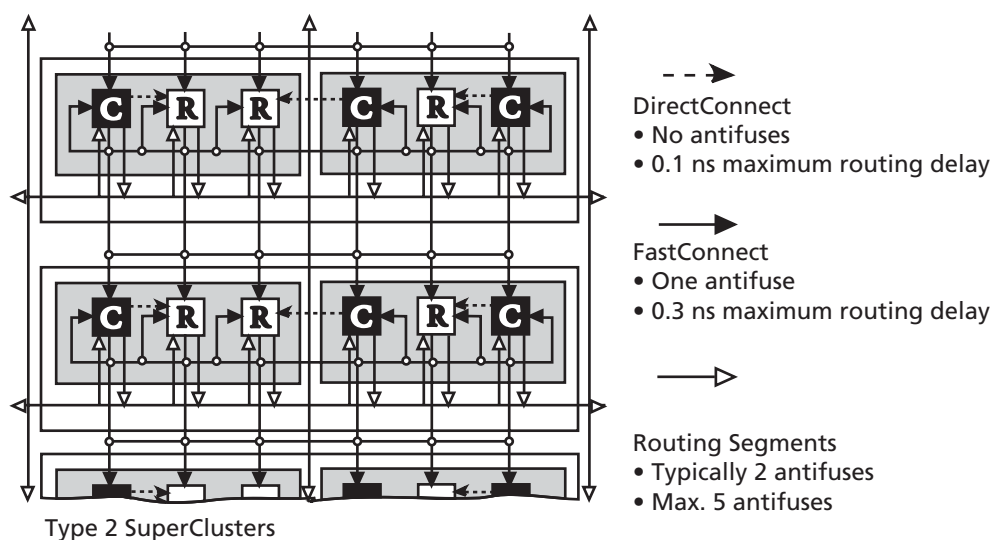 C R R C R C
DirectConnect
• No antifuses
• 0.1 ns maximum routing delay
FastConnect
• One antifuse
• 0.3 ns maximum routing delay
C R R C R C
Routing Segments
• Typically 2 antifuses
• Max. 5 antifuses
Type 2 SuperClusters